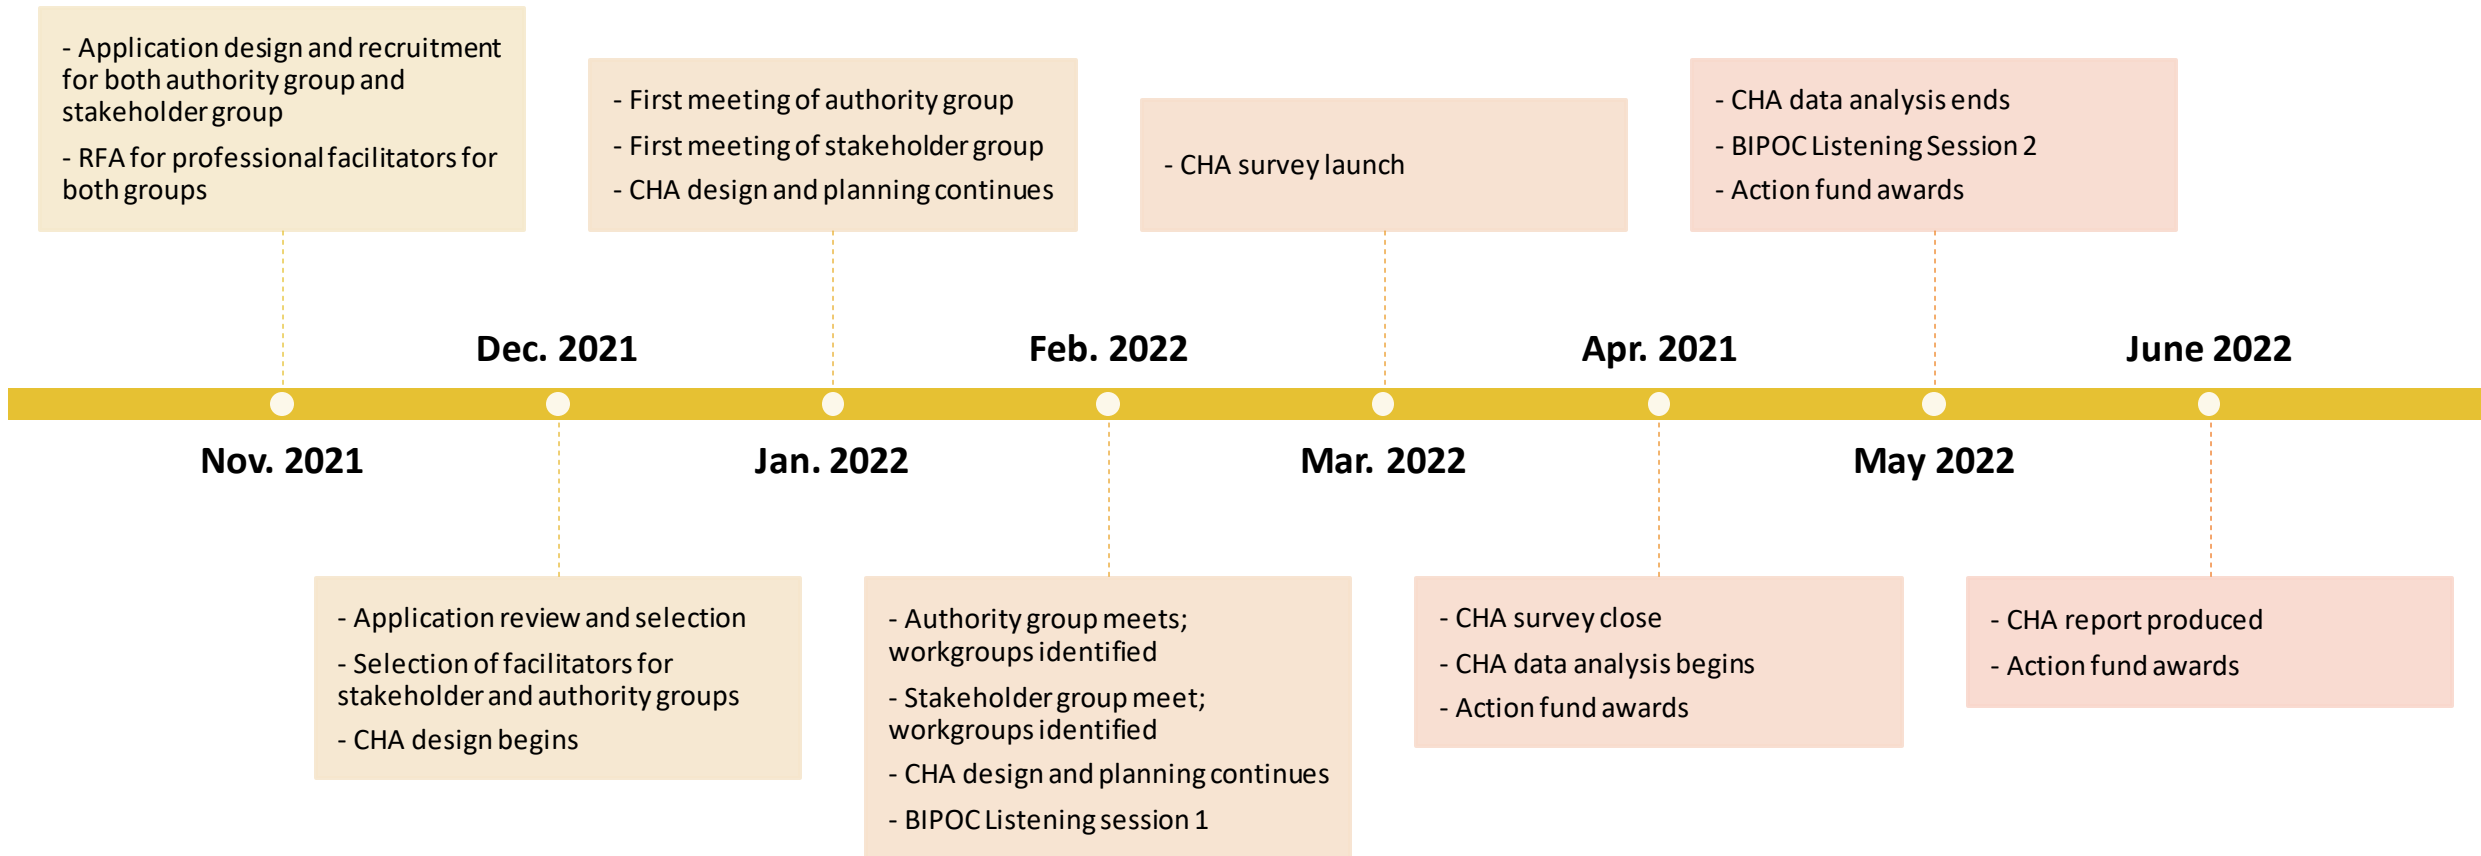 - Application design and recruitment
for both authority group and
stakeholder group
- RFA for professional facilitators for
both groups
- First meeting of authority group
- First meeting of stakeholder group
- CHA design and planning continues
- CHA survey launch
- CHA data analysis ends
- BIPOC Listening Session 2
- Action fund awards
Dec. 2021
Feb. 2022
Apr. 2021
June 2022
Nov. 2021
Jan. 2022
Mar. 2022
May 2022
- Application review and selection
- Selection of facilitators for
stakeholder and authority groups
- CHA design begins
- Authority group meets;
workgroups identified
- Stakeholder group meet;
workgroups identified
- CHA design and planning continues
- BIPOC Listening session 1
- CHA survey close
- CHA data analysis begins
- Action fund awards
- CHA report produced
- Action fund awards